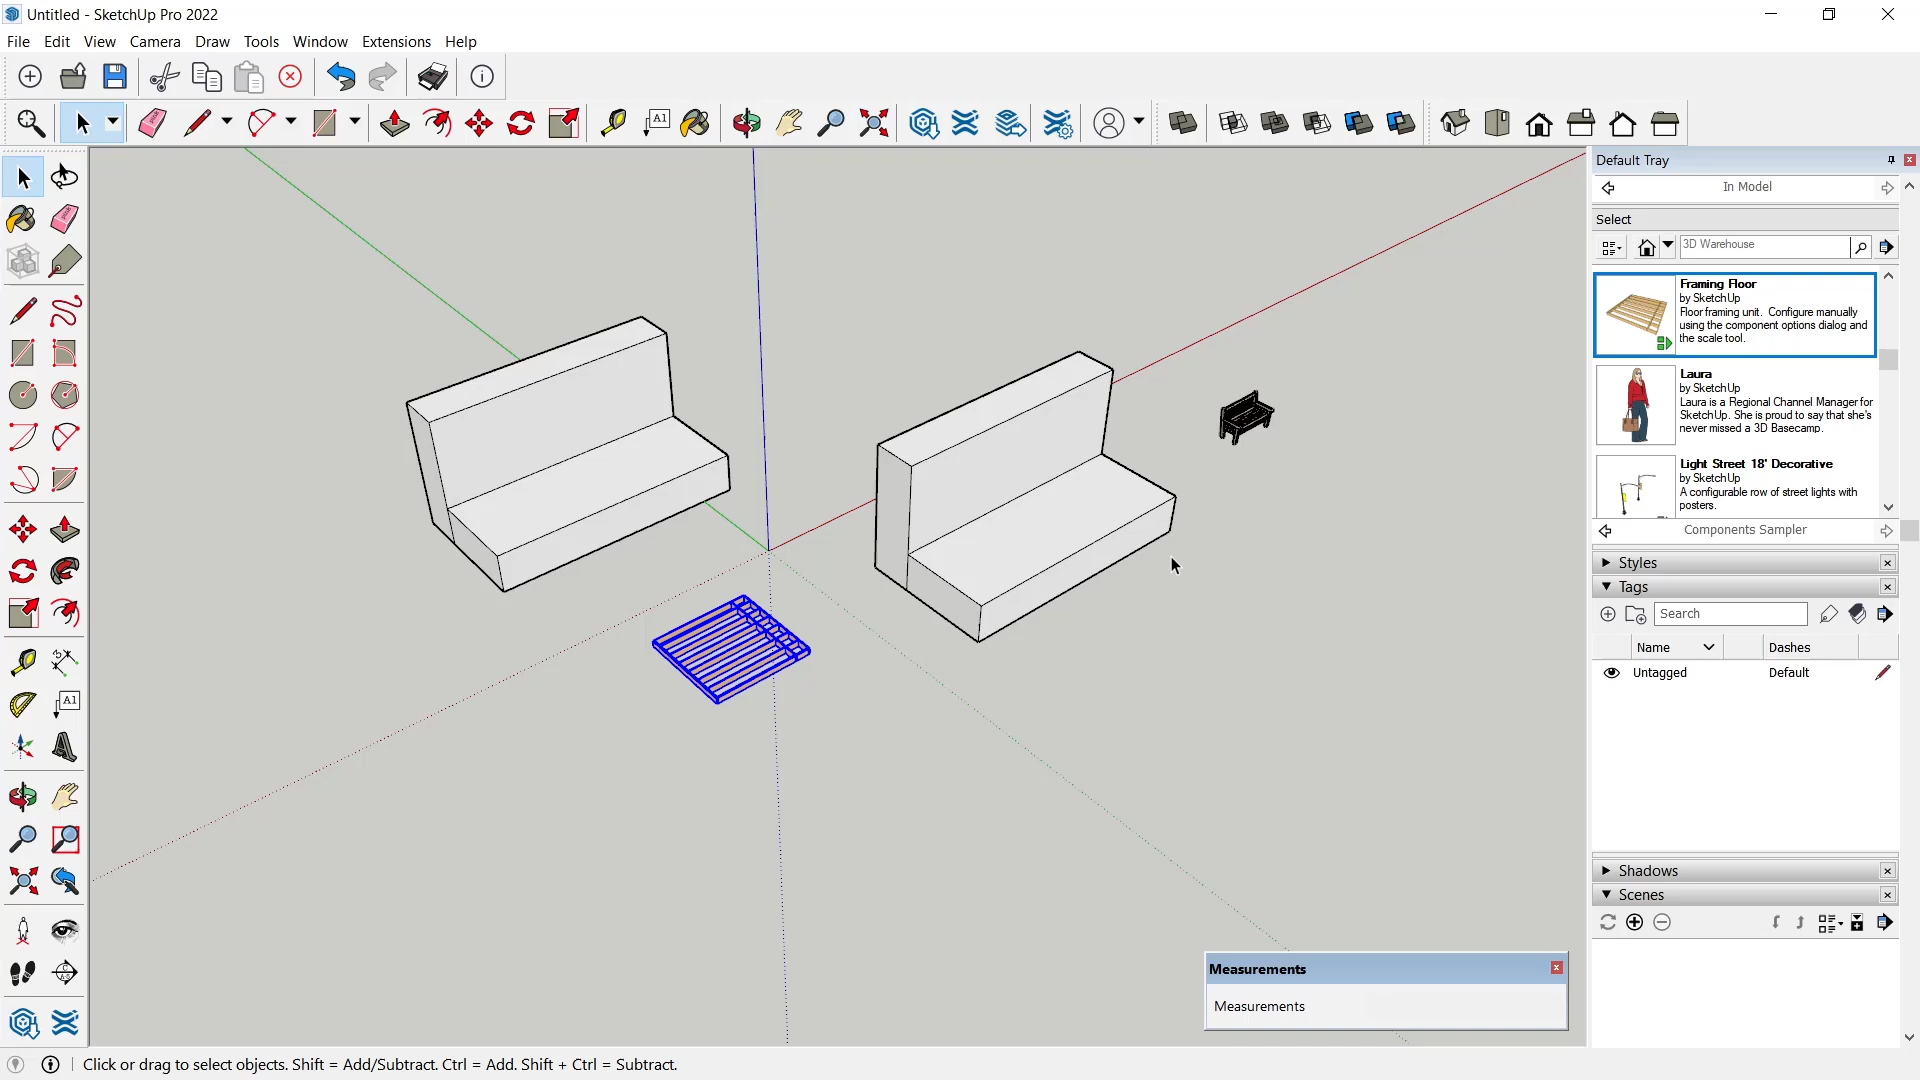 Untitled - SketchUp Pro 2022
File Edit View Camera Draw Tools Window Extensions Help
A1
Default Tray
In Model
Select
3D Warehouse
Framing Floor
by SketchUp
Floor framing unit. Configure manually
using the component options dialog and
the scale tool.
Laura
by SketchUp
Laura is a Regional Channel Manager for
SketchUp. She is proud to say that she's
never missed a 3D Basecamp.
Light Street 18' Decorative
by SketchUp
A configurable row of street lights with
posters.
Components Sampler
Styles
Tags
Search
Name Dashes
Untagged Default
A1
Shadows
Scenes
Measurements
Measurements
Click or drag to select objects. Shift = Add/Subtract. Ctrl = Add. Shift + Ctrl = Subtract.